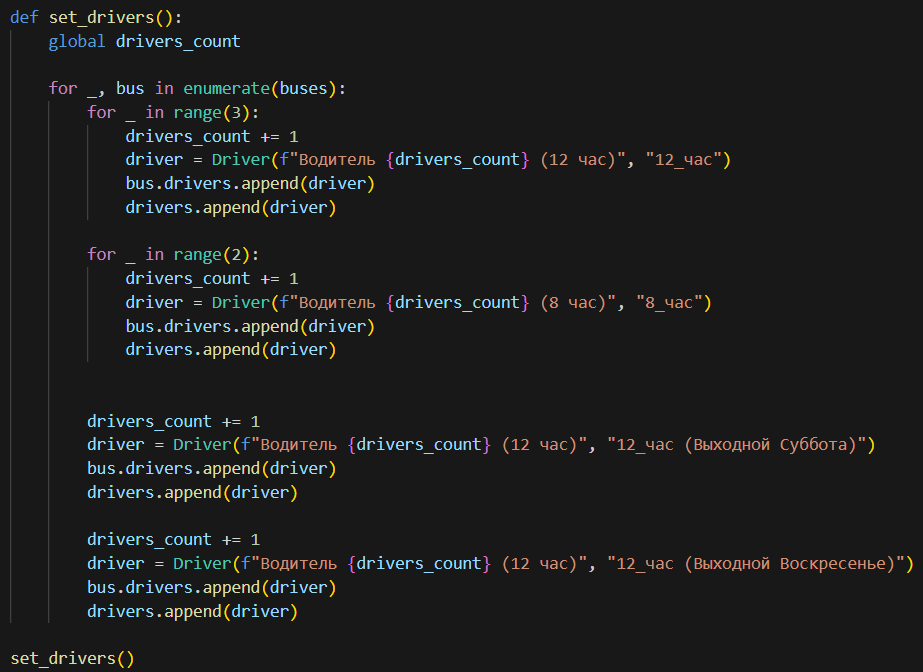 def set_drivers():
    global drivers_count
    for _, bus in enumerate(buses):
        for _ in range(3):
            drivers_count += 1
            driver = Driver(f"Водитель {drivers_count} (12 час)", "12_час")
            bus.drivers.append(driver)
            drivers.append(driver)
        for _ in range(2):
            drivers_count += 1
            driver = Driver(f"Водитель {drivers_count} (8 час)", "8_час")
            bus.drivers.append(driver)
            drivers.append(driver)
        drivers_count += 1
        driver = Driver(f"Водитель {drivers_count} (12 час)", "12_час (Выходной Суббота)")
        bus.drivers.append(driver)
        drivers.append(driver)
        drivers_count += 1
        driver = Driver(f"Водитель {drivers_count} (12 час)", "12_час (Выходной Воскресенье)")
        bus.drivers.append(driver)
        drivers.append(driver)
set_drivers()